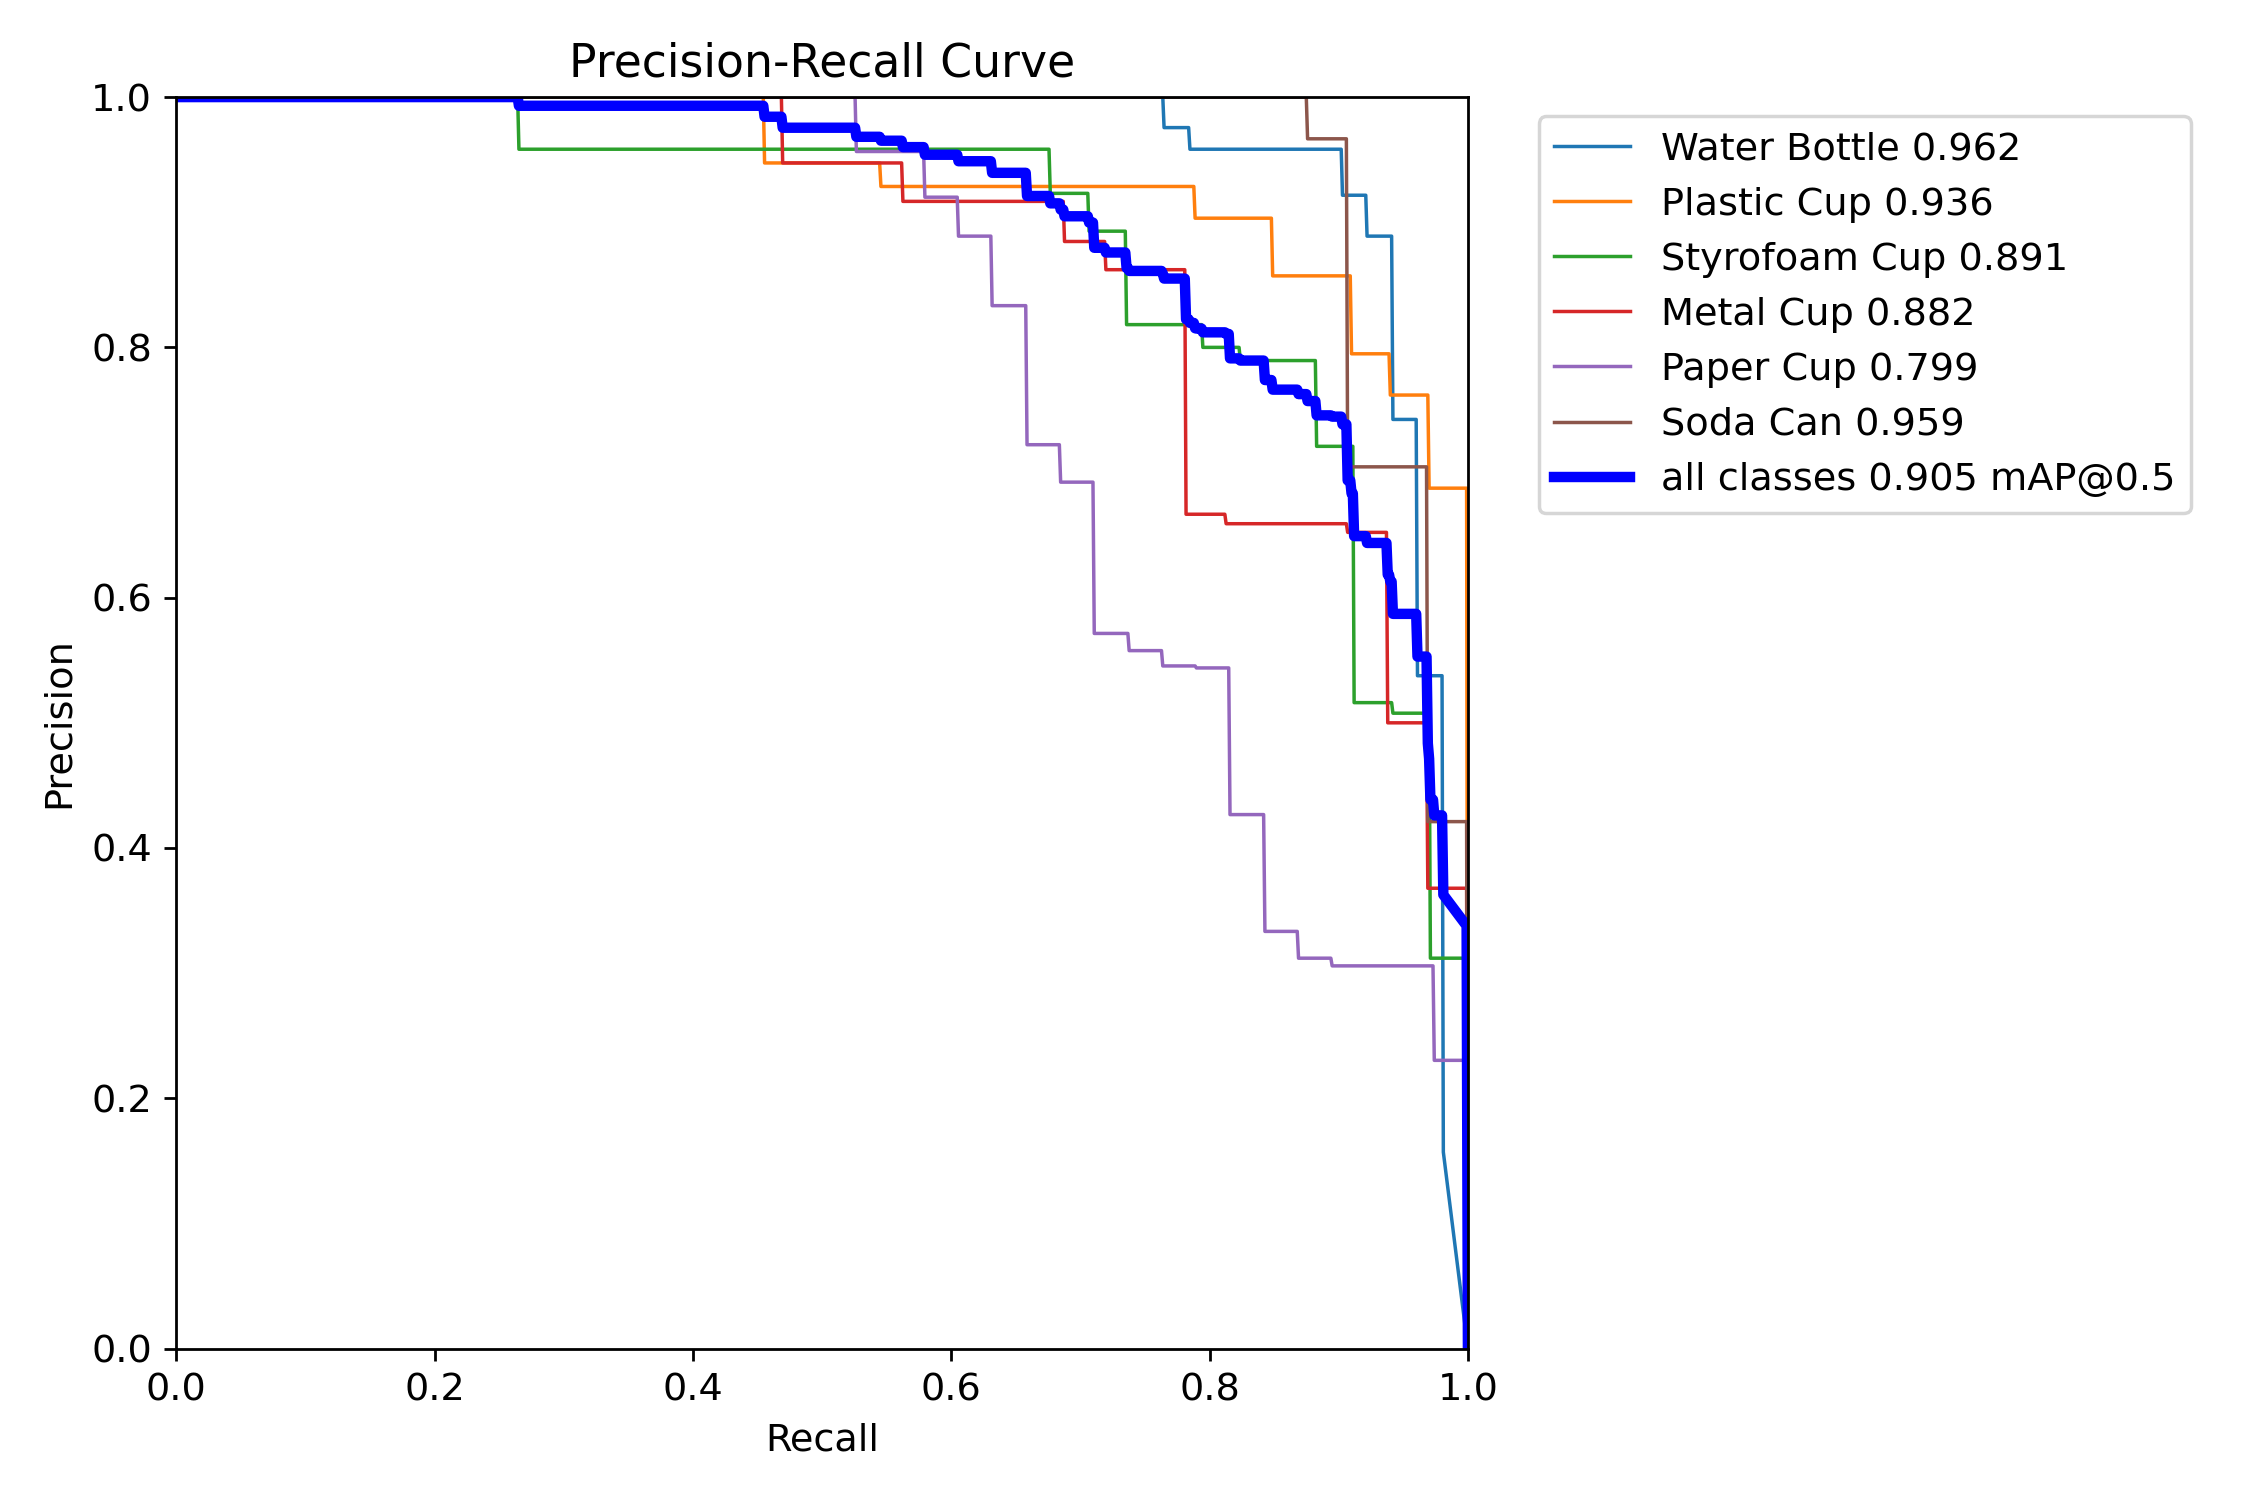 Precision-Recall Curve
1.0
0.8
0.6
0.4
0.2
0.0
Precision
0.0 0.2 0.4 0.6 0.8 1.0
Recall
Water Bottle 0.962
Plastic Cup 0.936
Styrofoam Cup 0.891
Metal Cup 0.882
Paper Cup 0.799
Soda Can 0.959
all classes 0.905 mAP@0.5